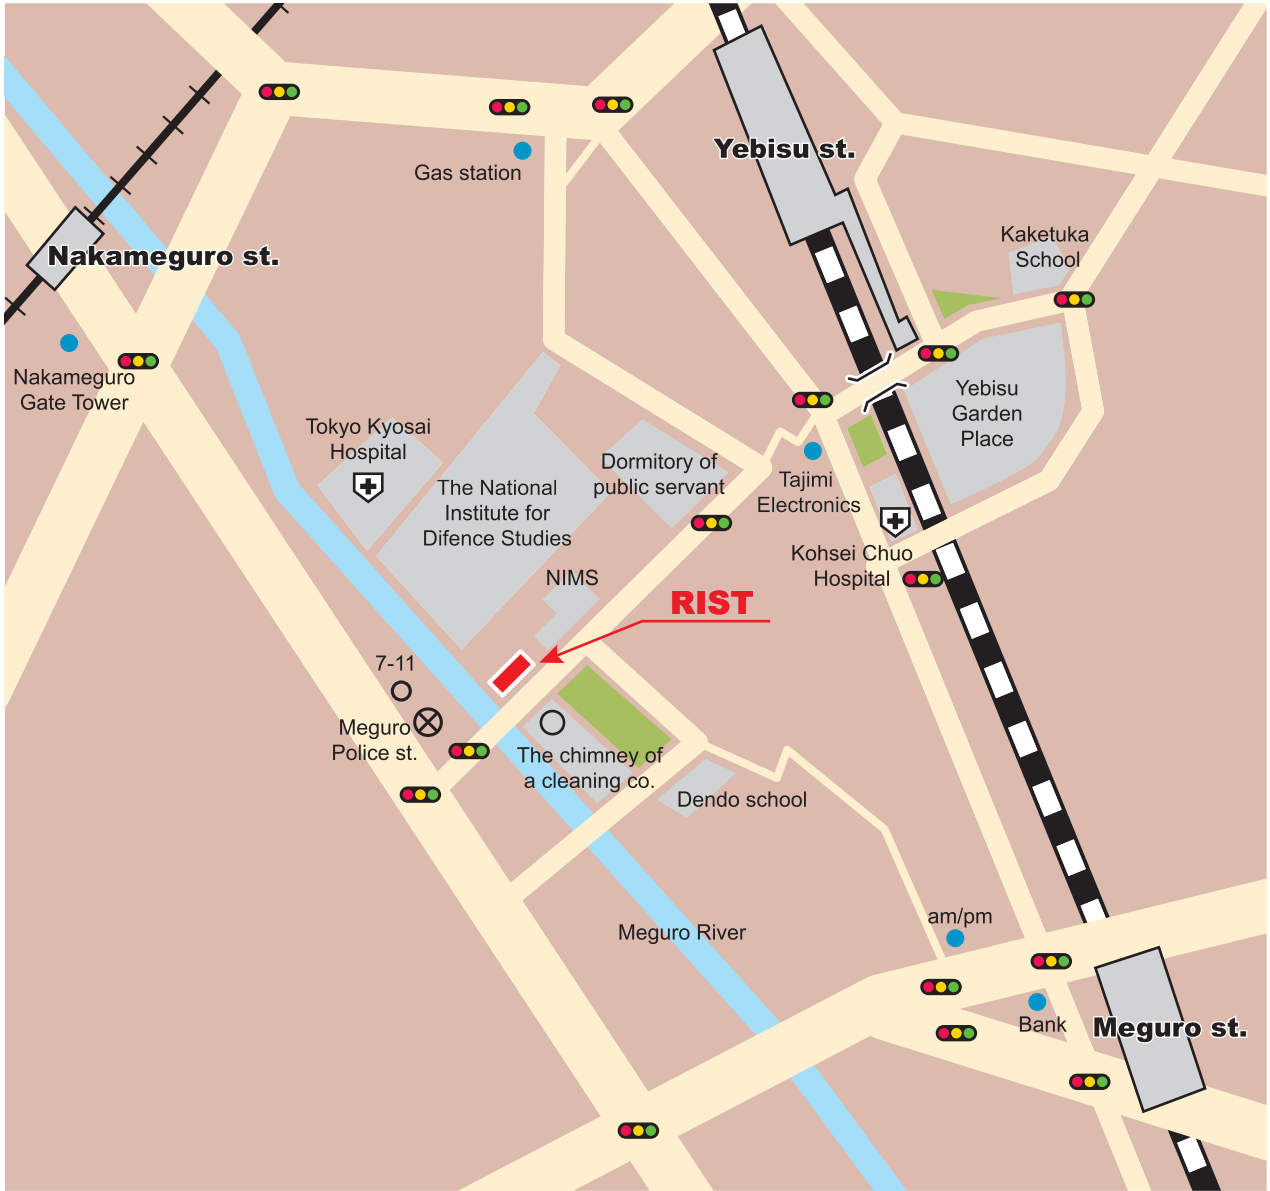 Yebisu st.
Gas station
Kaketuka
School
Nakameguro st.
Nakameguro
Gate Tower
Yebisu
Garden
Place
Tokyo Kyosai
Hospital
Dormitory of
public servant
Tajimi
Electronics
The National
Institute for
Difence Studies
Kohsei Chuo
Hospital
NIMS
RIST
7-11
Meguro
Police st.
The chimney of
a cleaning co.
Dendo school
am/pm
Meguro River
Bank
Meguro st.